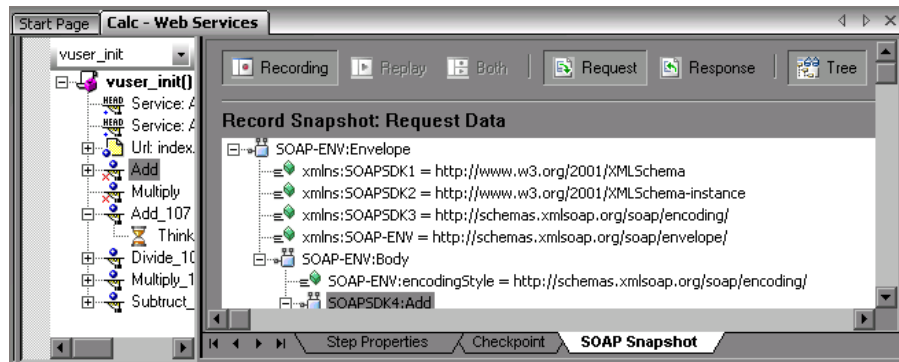 Start Page Calc - Web Services
vuser_init
vuser_init()
HEAD Service: A
HEAD Service: A
Url: index.
Add
Multiply
Add_107
Think
Divide_10
Multiply_1
Subtruct_
Recording Replay Both Request Response Tree
Record Snapshot: Request Data
SOAP-ENV:Envelope
xmlns:SOAPSDK1 = http://www.w3.org/2001/XMLSchema
xmlns:SOAPSDK2 = http://www.w3.org/2001/XMLSchema-instance
xmlns:SOAPSDK3 = http://schemas.xmlsoap.org/soap/encoding/
xmlns:SOAP-ENV = http://schemas.xmlsoap.org/soap/envelope/
SOAP-ENV:Body
SOAP-ENV:encodingStyle = http://schemas.xmlsoap.org/soap/encoding/
SOAPSDK4:Add
Step Properties Checkpoint SOAP Snapshot